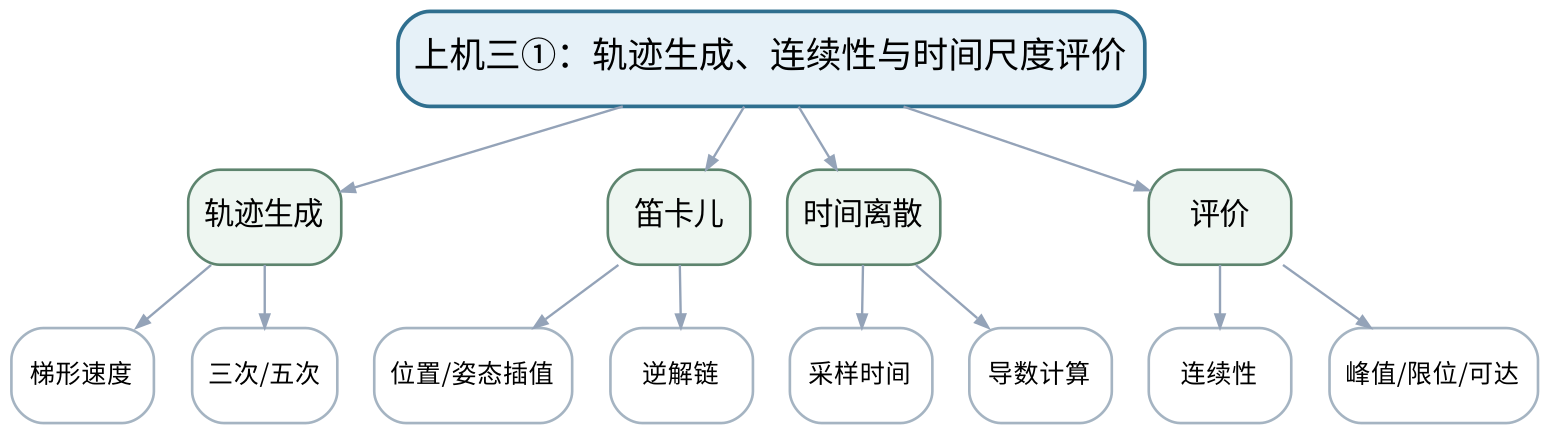 上机三①：轨迹生成、连续性与时间尺度评价
轨迹生成
笛卡儿
时间离散
评价
梯形速度
三次/五次
位置/姿态插值
逆解链
采样时间
导数计算
连续性
峰值/限位/可达